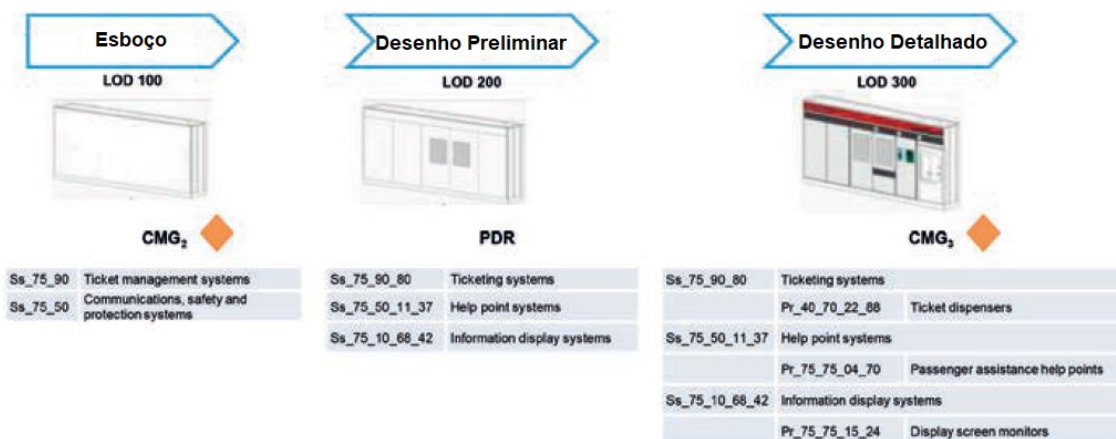 Esboço
Desenho Preliminar
Desenho Detalhado
LOD 100
LOD 200
LOD 300
CMG2
PDR
CMG3
Ss_75_90 Ticket management systems
Ss_75_50 Communications, safety and
protection systems
Ss_75_90_80 Ticketing systems
Ss_75_50_11_37 Help point systems
Ss_75_10_68_42 Information display systems
Ss_75_90_80 Ticketing systems
Pr_40_70_22_88 Ticket dispensers
Ss_75_50_11_37 Help point systems
Pr_75_75_04_70 Passenger assistance help points
Ss_75_10_68_42 Information display systems
Pr_75_75_15_24 Display screen monitors